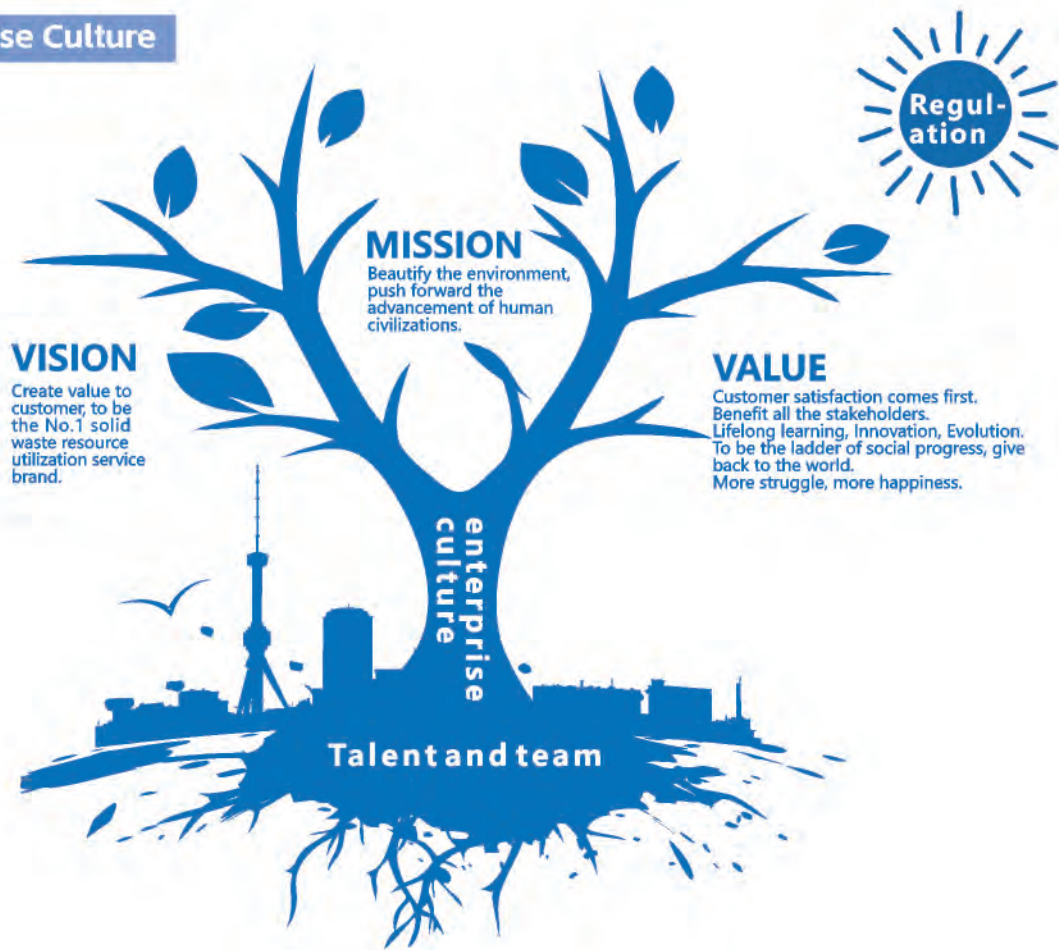 se Culture
Regul-
ation
MISSION
Beautify the environment,
push forward the
advancement of human
civilizations.
VISION
Create value to
customer, to be
the No.1 solid
waste resource
utilization service
brand.
VALUE
Customer satisfaction comes first.
Benefit all the stakeholders.
Lifelong learning, Innovation, Evolution.
To be the ladder of social progress, give
back to the world.
More struggle, more happiness.
enterprise
culture
Talent and team